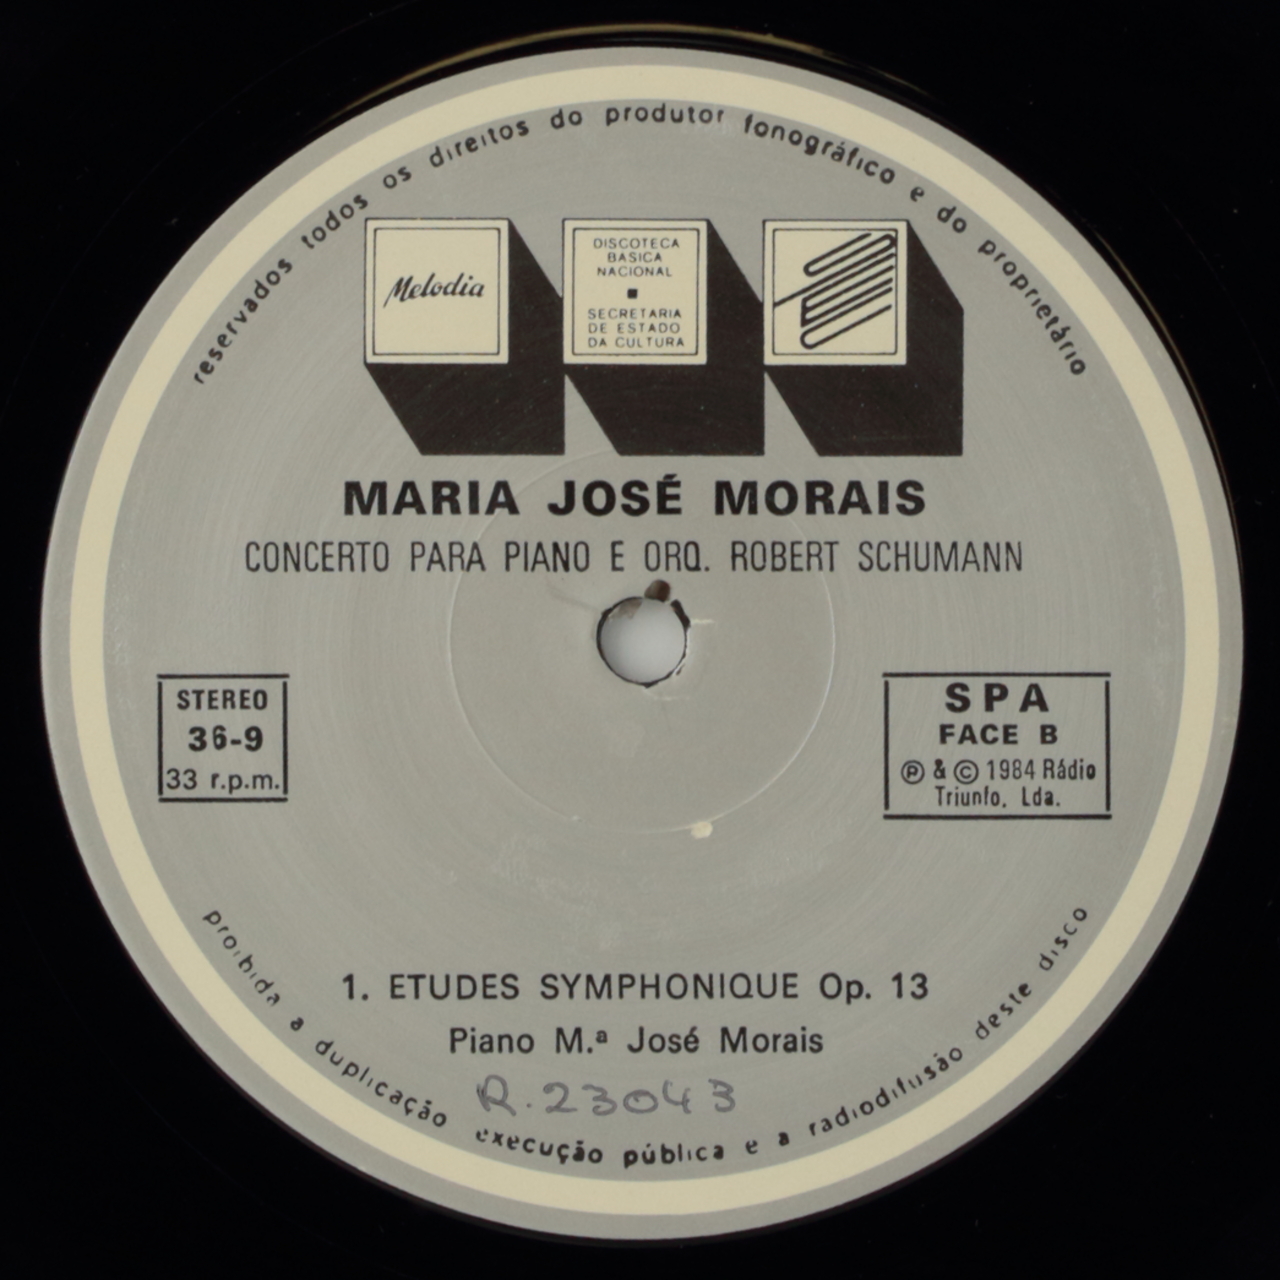 reservados todos os direitos do produtor fonográfico e do proprietário
Melodia
DISCOTECA
BASICA
NACIONAL
SECRETARIA
DE ESTADO
DA CULTURA
MARIA JOSÉ MORAIS
CONCERTO PARA PIANO E ORQ. ROBERT SCHUMANN
STEREO
36-9
33 r.p.m.
SPA
FACE B
Ⓟ & © 1984 Rádio
Triunfo, Lda.
1. ETUDES SYMPHONIQUE Op. 13
Piano M.ª José Morais
R.23043
proibida a duplicação execução pública e a radiodifusão deste disco